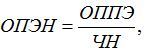 ОПЭН = ОППЭ / ЧН,